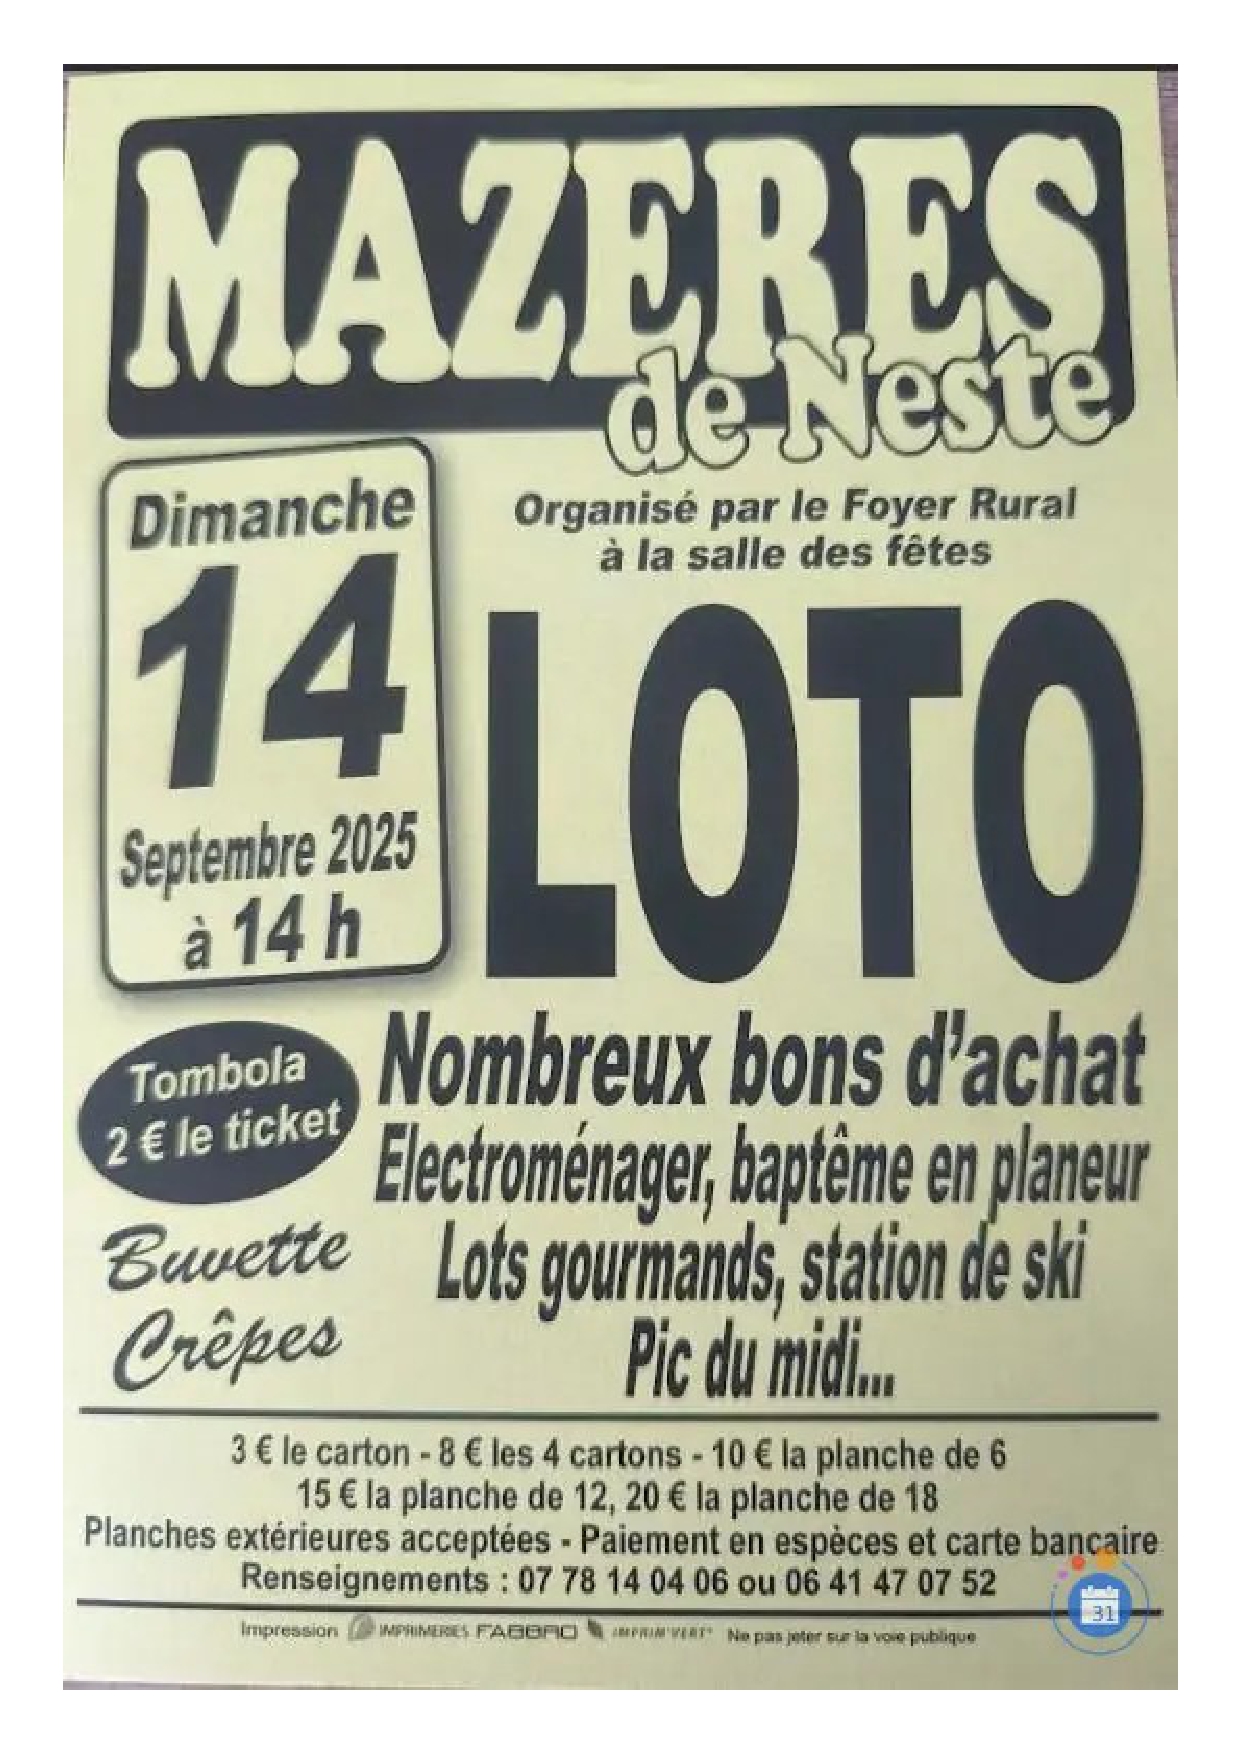 MAZERES
de Neste
Dimanche
14
Septembre 2025
à 14 h
Organisé par le Foyer Rural
à la salle des fêtes
LOTO
Tombola
2 € le ticket
Buvette
Crêpes
Nombreux bons d'achat
Electroménager, baptême en planeur
Lots gourmands, station de ski
Pic du midi...
3 € le carton - 8 € les 4 cartons - 10 € la planche de 6
15 € la planche de 12, 20 € la planche de 18
Planches extérieures acceptées - Paiement en espèces et carte bancaire
Renseignements : 07 78 14 04 06 ou 06 41 47 07 52
Impression IMPRIMERIES FABBRO IMPRIM'VERT® Ne pas jeter sur la voie publique
31